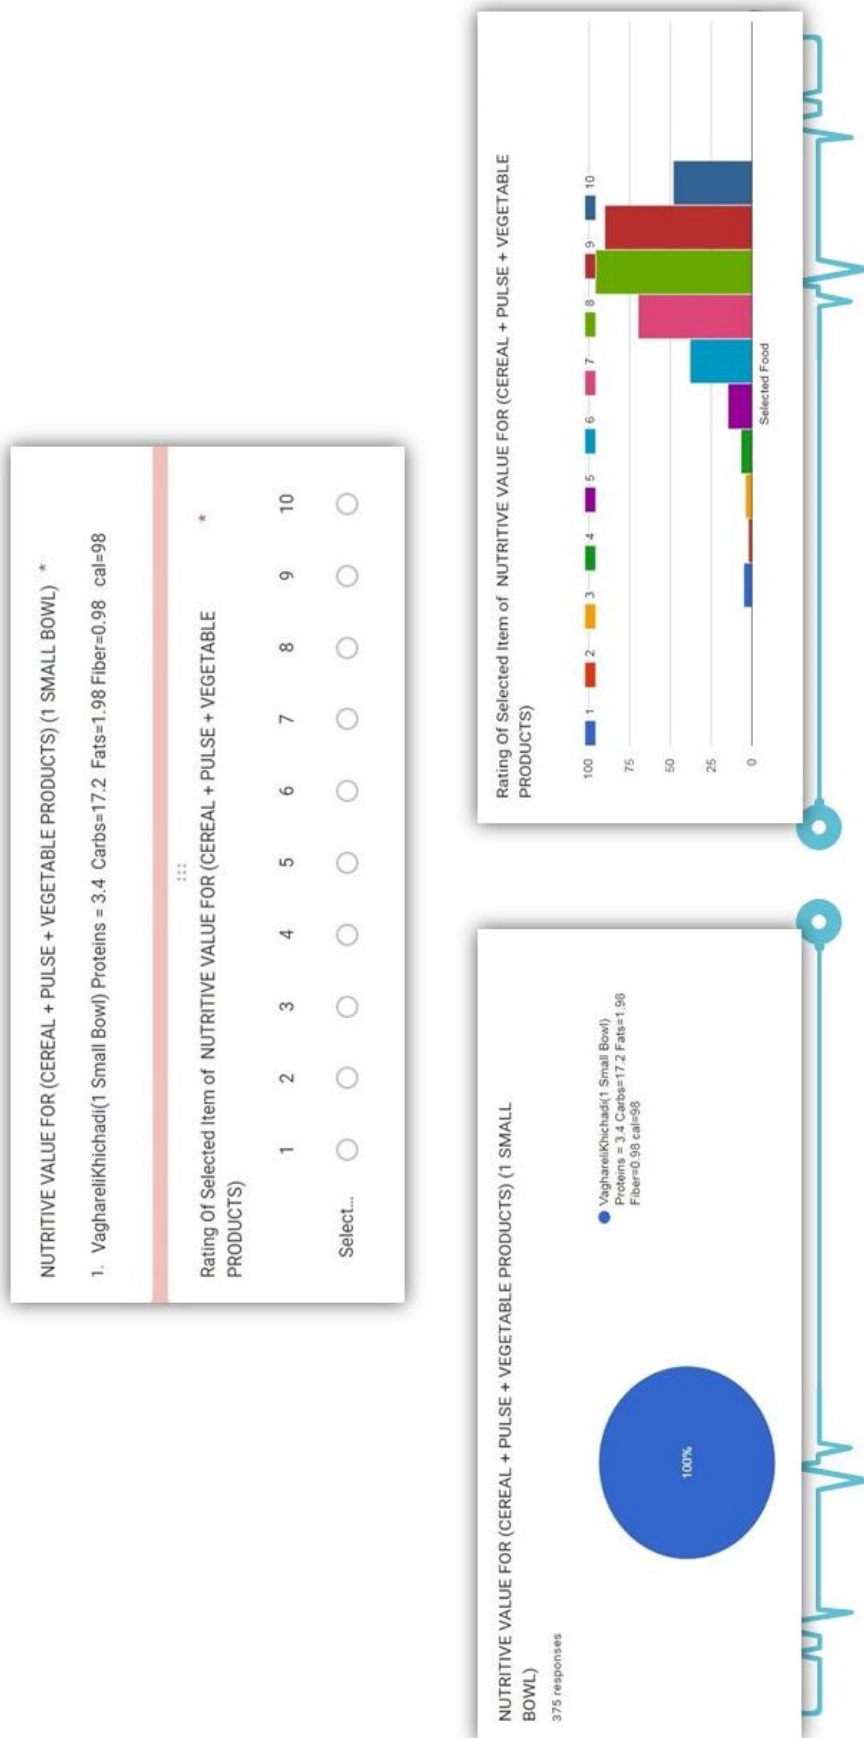 NUTRITIVE VALUE FOR (CEREAL + PULSE + VEGETABLE PRODUCTS) (1 SMALL BOWL) *
1. VaghareliKhichadi(1 Small Bowl) Proteins = 3.4 Carbs=17.2 Fats=1.98 Fiber=0.98 cal=98
Rating Of Selected Item of NUTRITIVE VALUE FOR (CEREAL + PULSE + VEGETABLE
PRODUCTS) *
1 2 3 4 5 6 7 8 9 10
Select...
NUTRITIVE VALUE FOR (CEREAL + PULSE + VEGETABLE PRODUCTS) (1 SMALL
BOWL)
375 responses
VaghareliKhichadi(1 Small Bowl)
Proteins = 3.4 Carbs=17.2 Fats=1.98
Fiber=0.98 cal=98
100%
Rating Of Selected Item of NUTRITIVE VALUE FOR (CEREAL + PULSE + VEGETABLE
PRODUCTS)
1 2 3 4 5 6 7 8 9 10
100
75
50
25
0
Selected Food